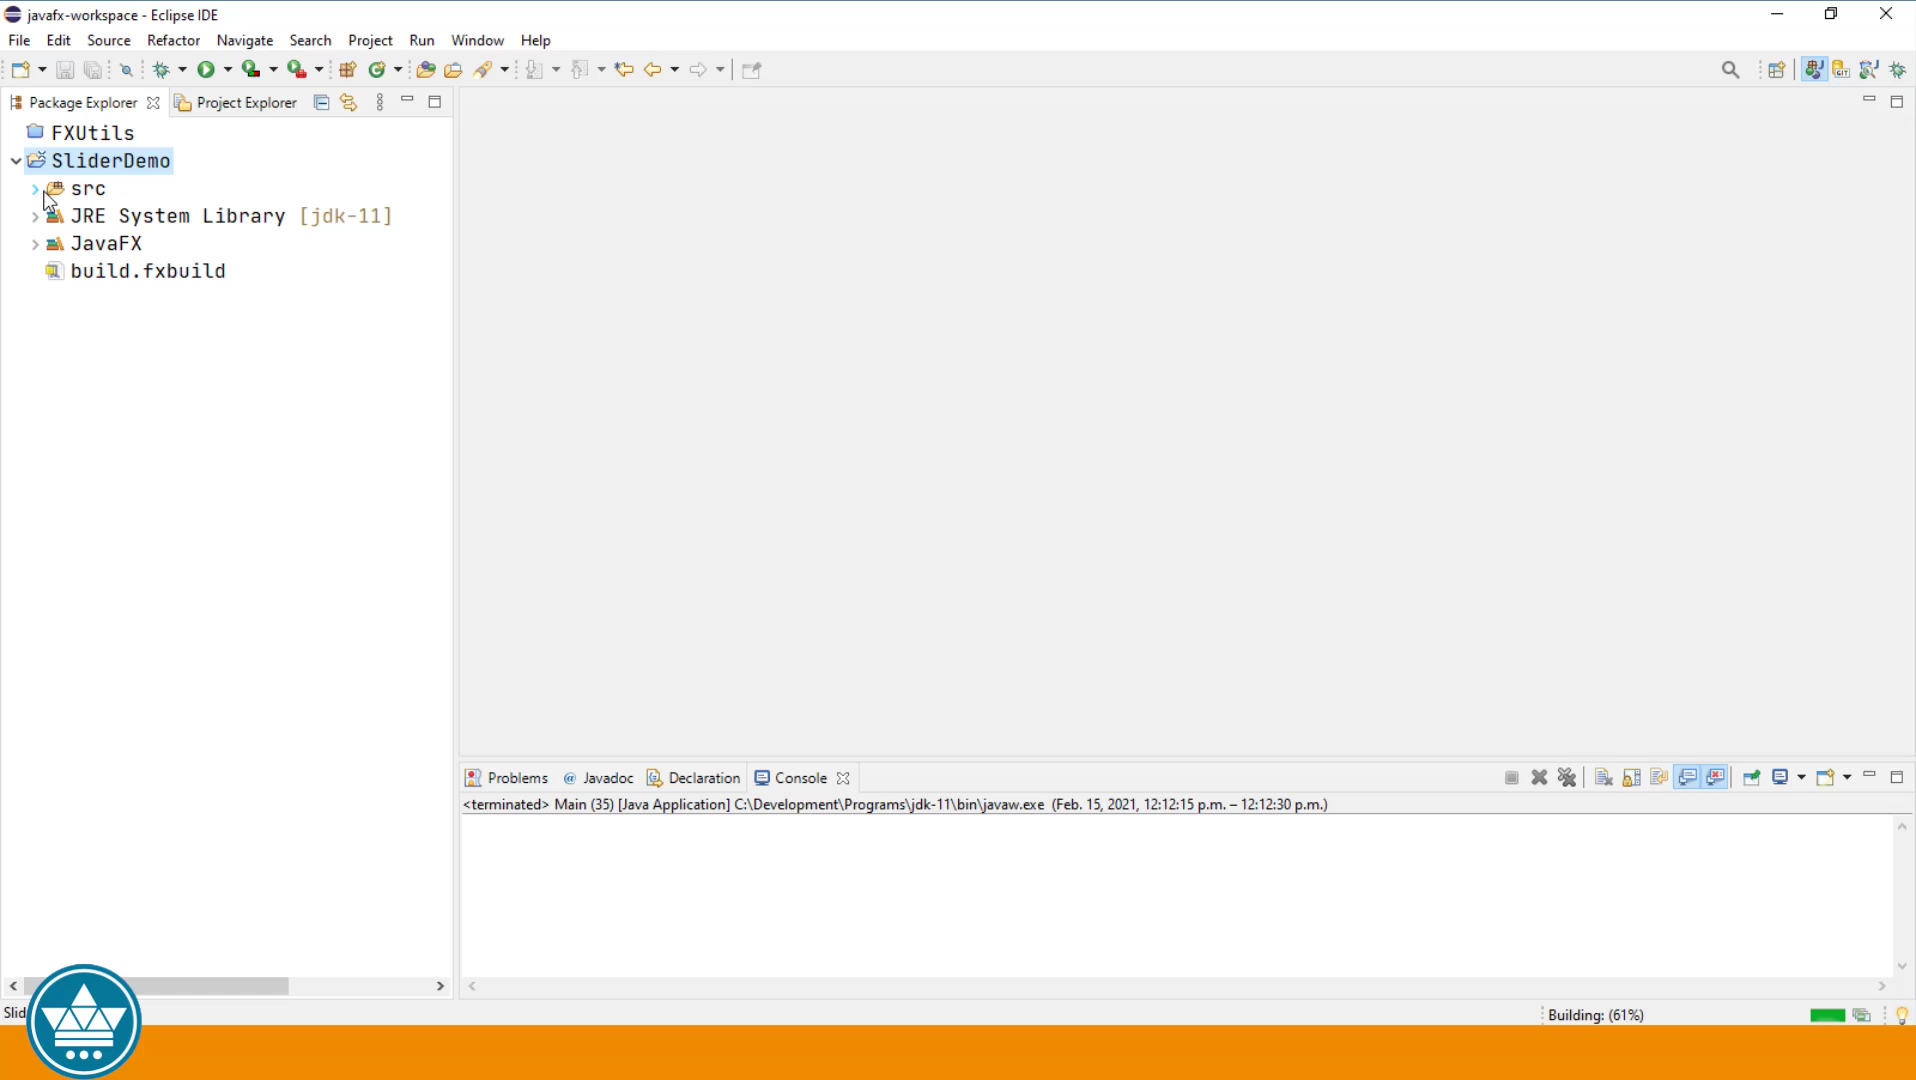 javafx-workspace - Eclipse IDE
File Edit Source Refactor Navigate Search Project Run Window Help
Package Explorer Project Explorer
FXUtils
SliderDemo
src
JRE System Library [jdk-11]
JavaFX
build.fxbuild
Problems @ Javadoc Declaration Console
<terminated> Main (35) [Java Application] C:\Development\Programs\jdk-11\bin\javaw.exe (Feb. 15, 2021, 12:12:15 p.m. – 12:12:30 p.m.)
Slid
Building: (61%)